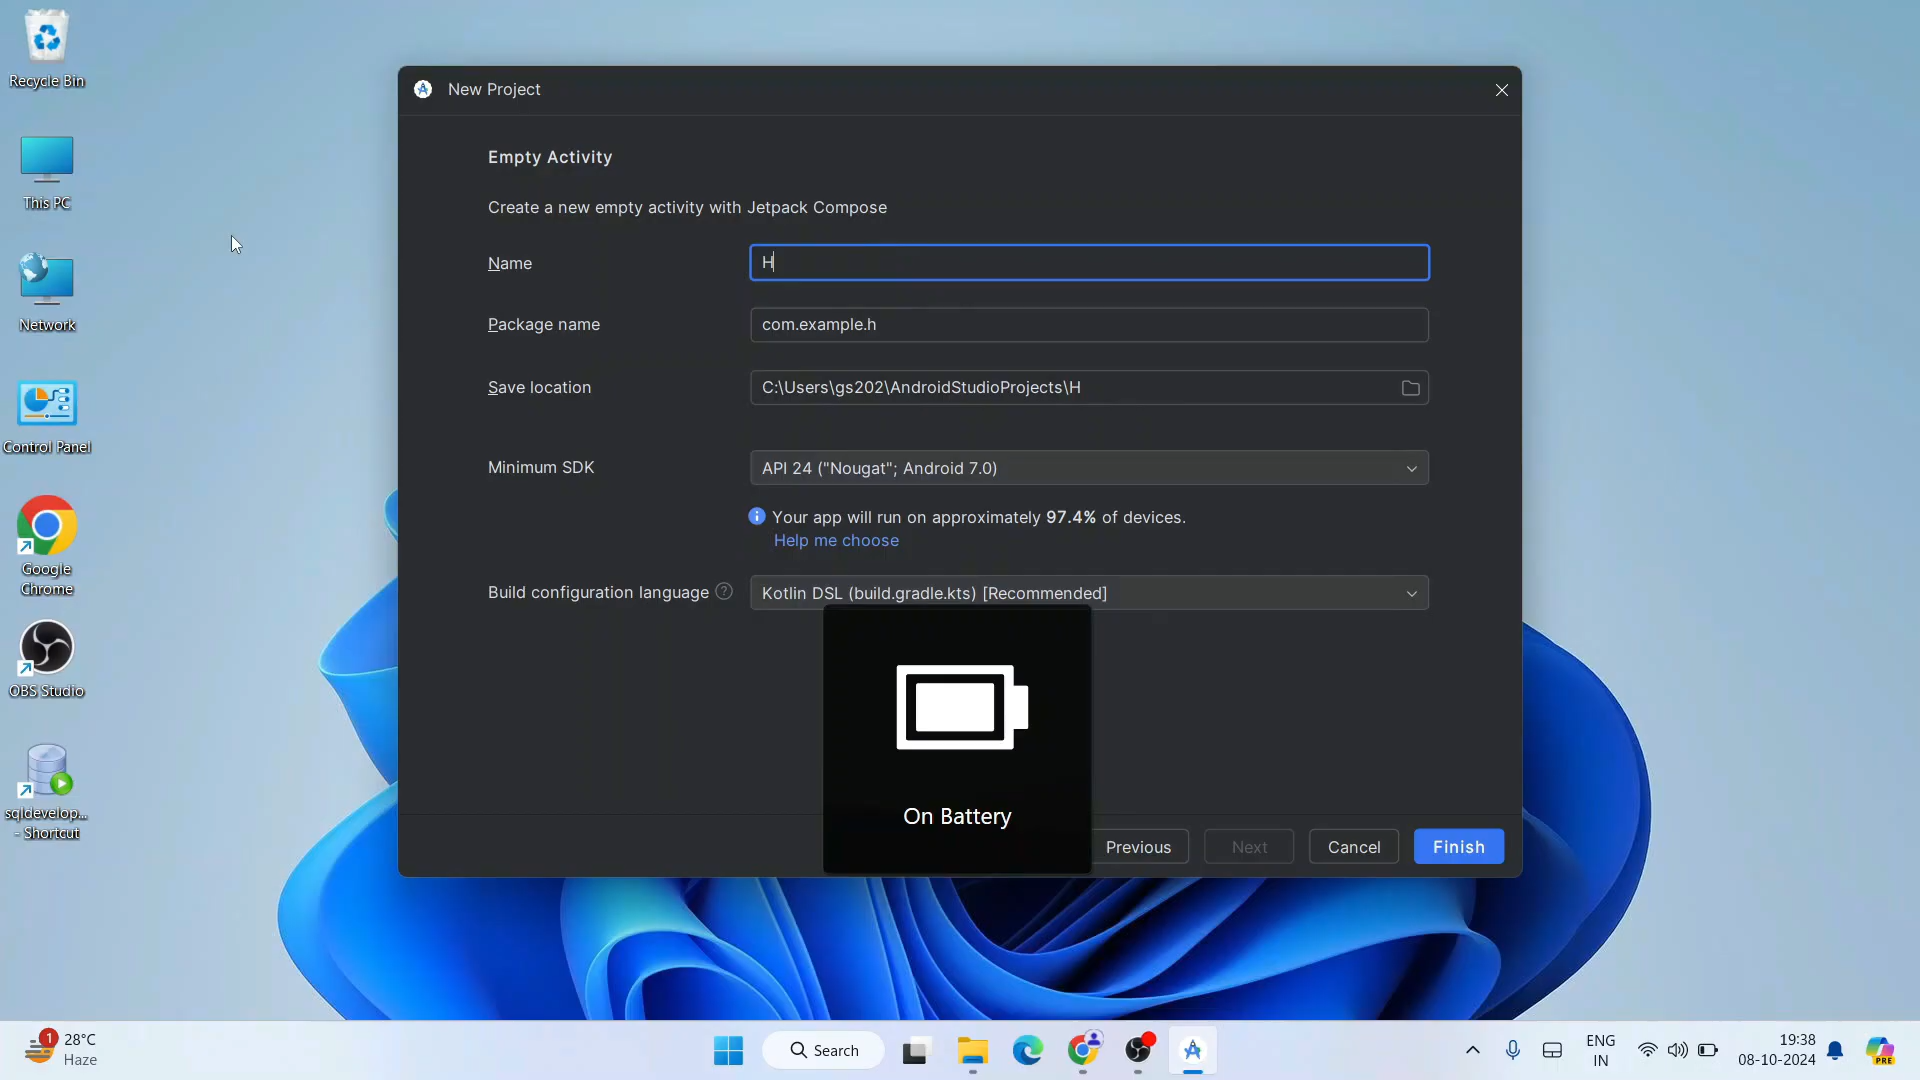 Recycle Bin
This PC
Network
Control Panel
Google
Chrome
OBS Studio
sqldevelop...
- Shortcut
New Project
Empty Activity
Create a new empty activity with Jetpack Compose
Name
H
Package name
com.example.h
Save location
C:\Users\gs202\AndroidStudioProjects\H
Minimum SDK
API 24 ("Nougat"; Android 7.0)
Your app will run on approximately 97.4% of devices.
Help me choose
Build configuration language ?
Kotlin DSL (build.gradle.kts) [Recommended]
On Battery
Previous
Next
Cancel
Finish
1
28°C
Haze
Search
ENG
IN
19:38
08-10-2024
PRE